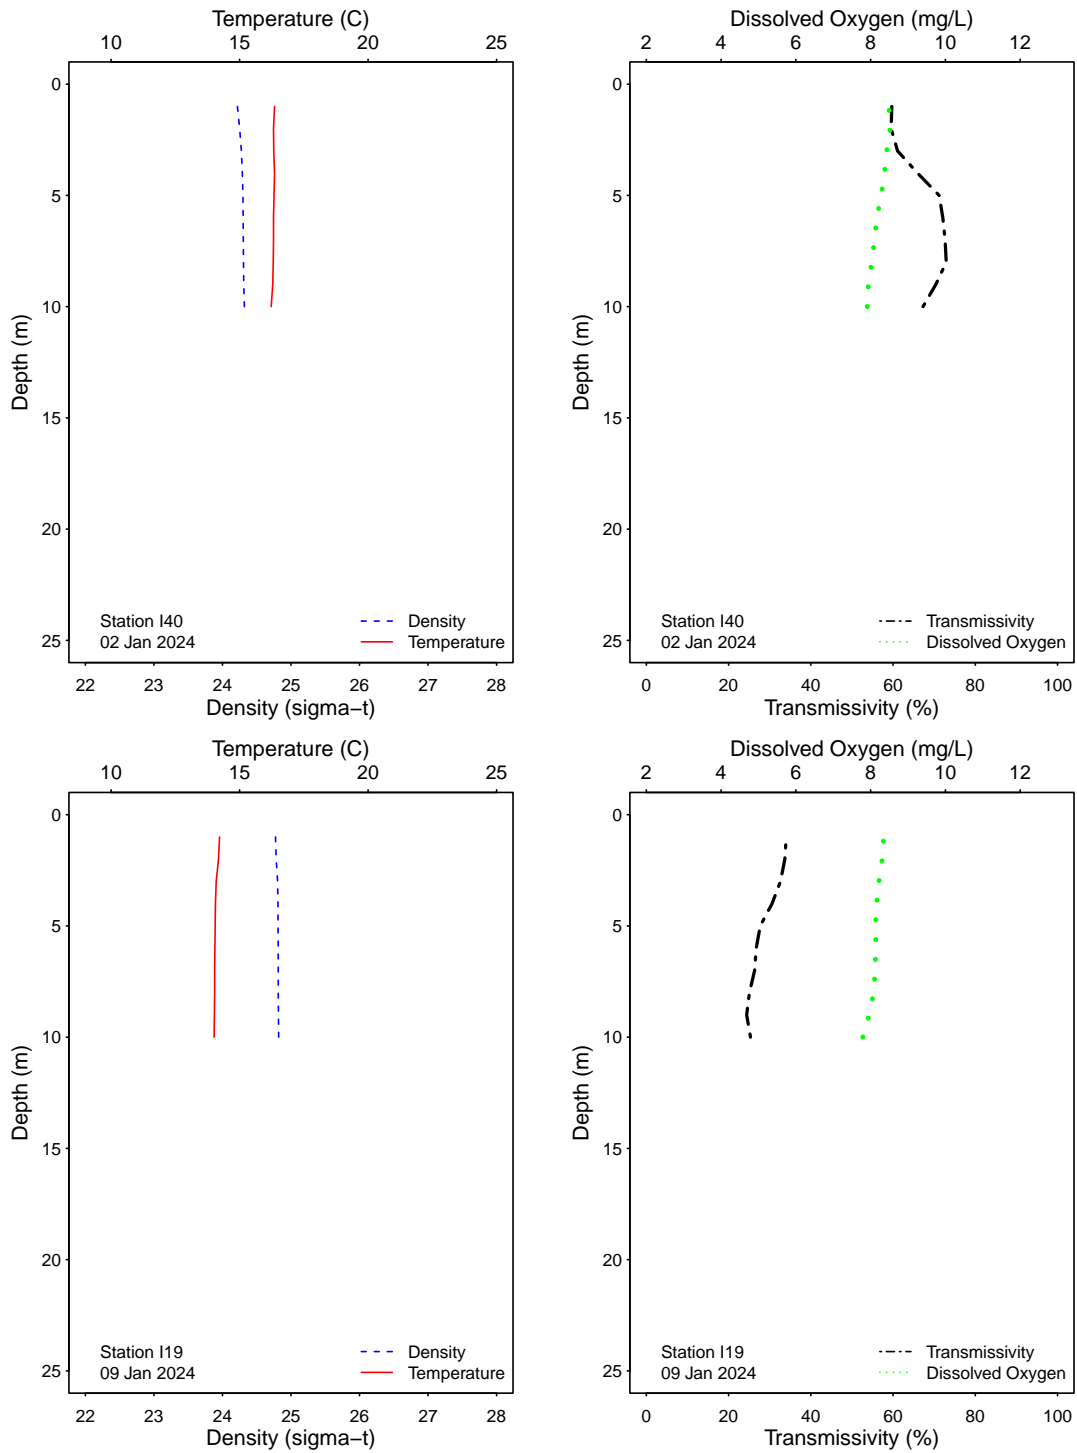 Temperature (C)
10 15 20 25
0
5
10
15
20
25
Depth (m)
Station I40
02 Jan 2024
Density
Temperature
22 23 24 25 26 27 28
Density (sigma−t)
Dissolved Oxygen (mg/L)
2 4 6 8 10 12
0
5
10
15
20
25
Depth (m)
Station I40
02 Jan 2024
Transmissivity
Dissolved Oxygen
0 20 40 60 80 100
Transmissivity (%)
Temperature (C)
10 15 20 25
0
5
10
15
20
25
Depth (m)
Station I19
09 Jan 2024
Density
Temperature
22 23 24 25 26 27 28
Density (sigma−t)
Dissolved Oxygen (mg/L)
2 4 6 8 10 12
0
5
10
15
20
25
Depth (m)
Station I19
09 Jan 2024
Transmissivity
Dissolved Oxygen
0 20 40 60 80 100
Transmissivity (%)